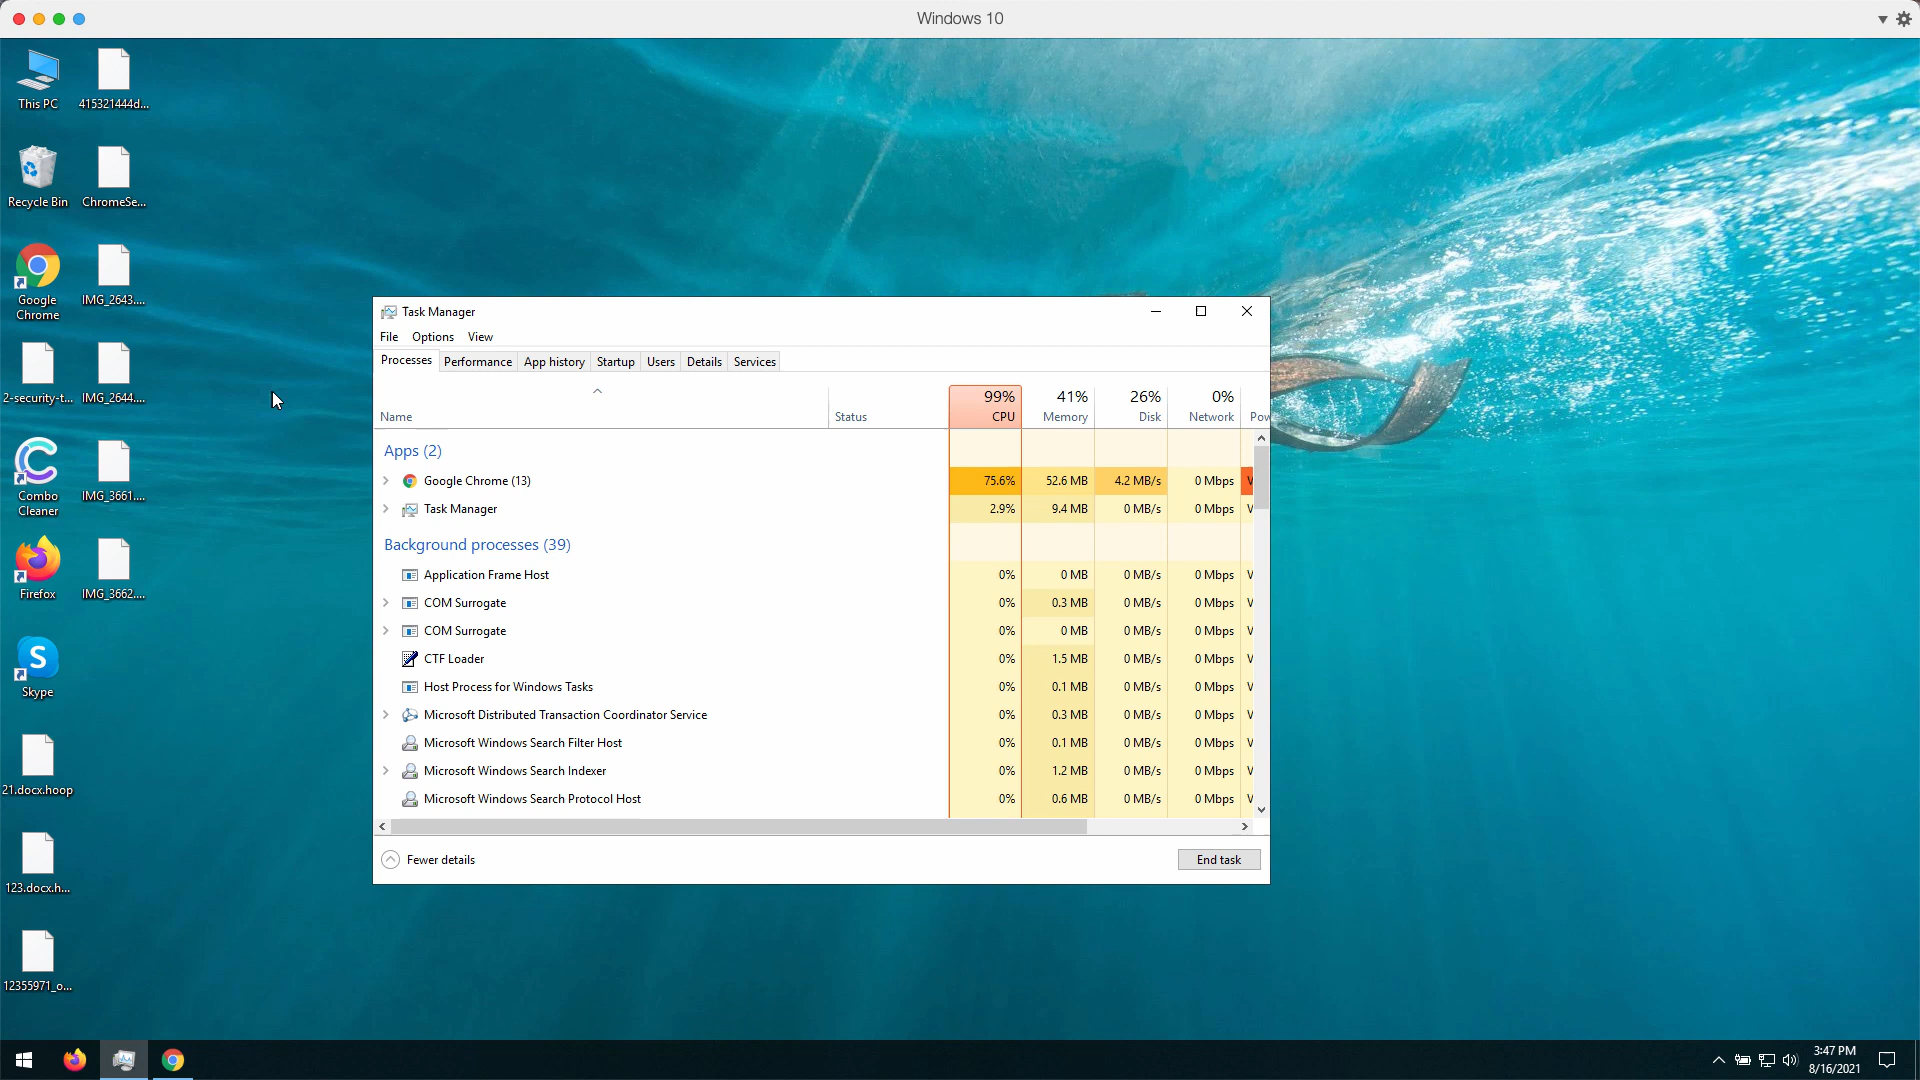 Windows 10
This PC
415321444d...
Recycle Bin
ChromeSe...
Google
Chrome
IMG_2643....
2-security-t...
IMG_2644....
Combo
Cleaner
IMG_3661....
Firefox
IMG_3662....
Skype
21.docx.hoop
123.docx.h...
12355971_o...
Task Manager
File Options View
Processes Performance App history Startup Users Details Services
99% 41% 26% 0%
Name Status CPU Memory Disk Network Pow
Apps (2)
Google Chrome (13) 75.6% 52.6 MB 4.2 MB/s 0 Mbps V
Task Manager 2.9% 9.4 MB 0 MB/s 0 Mbps V
Background processes (39)
Application Frame Host 0% 0 MB 0 MB/s 0 Mbps V
COM Surrogate 0% 0.3 MB 0 MB/s 0 Mbps V
COM Surrogate 0% 0 MB 0 MB/s 0 Mbps V
CTF Loader 0% 1.5 MB 0 MB/s 0 Mbps V
Host Process for Windows Tasks 0% 0.1 MB 0 MB/s 0 Mbps V
Microsoft Distributed Transaction Coordinator Service 0% 0.3 MB 0 MB/s 0 Mbps V
Microsoft Windows Search Filter Host 0% 0.1 MB 0 MB/s 0 Mbps V
Microsoft Windows Search Indexer 0% 1.2 MB 0 MB/s 0 Mbps V
Microsoft Windows Search Protocol Host 0% 0.6 MB 0 MB/s 0 Mbps V
Fewer details End task
3:47 PM
8/16/2021